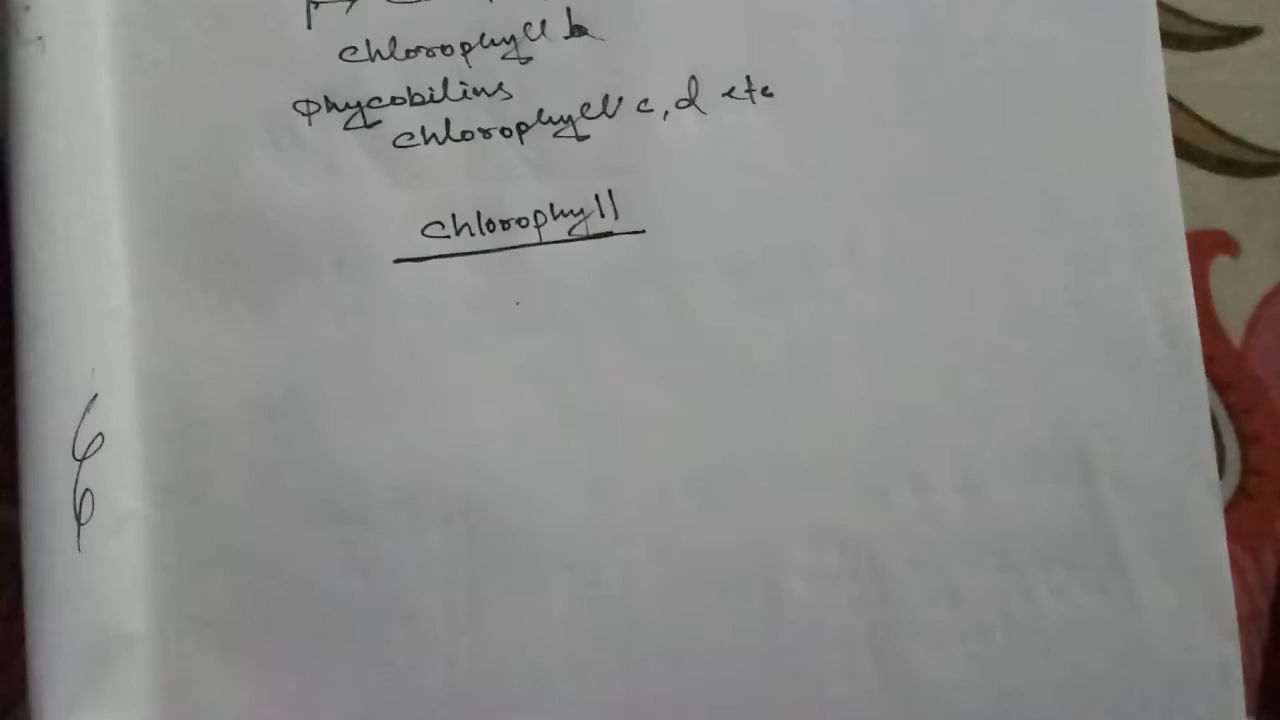 chlorophyll b
Phycobilins
chlorophyll c, d etc
chlorophyll